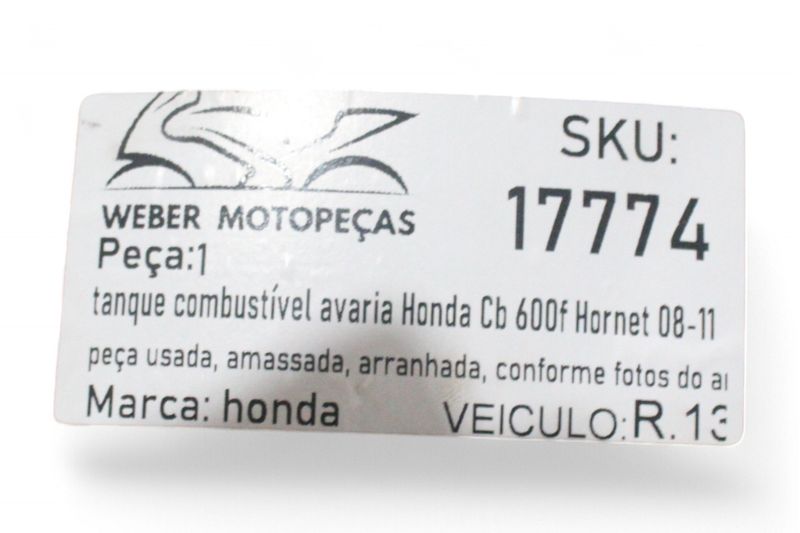 WEBER MOTOPEÇAS
SKU:
17774
Peça:1
tanque combustível avaria Honda Cb 600f Hornet 08-11
peça usada, amassada, arranhada, conforme fotos do
Marca: honda
VEICULO:R.13